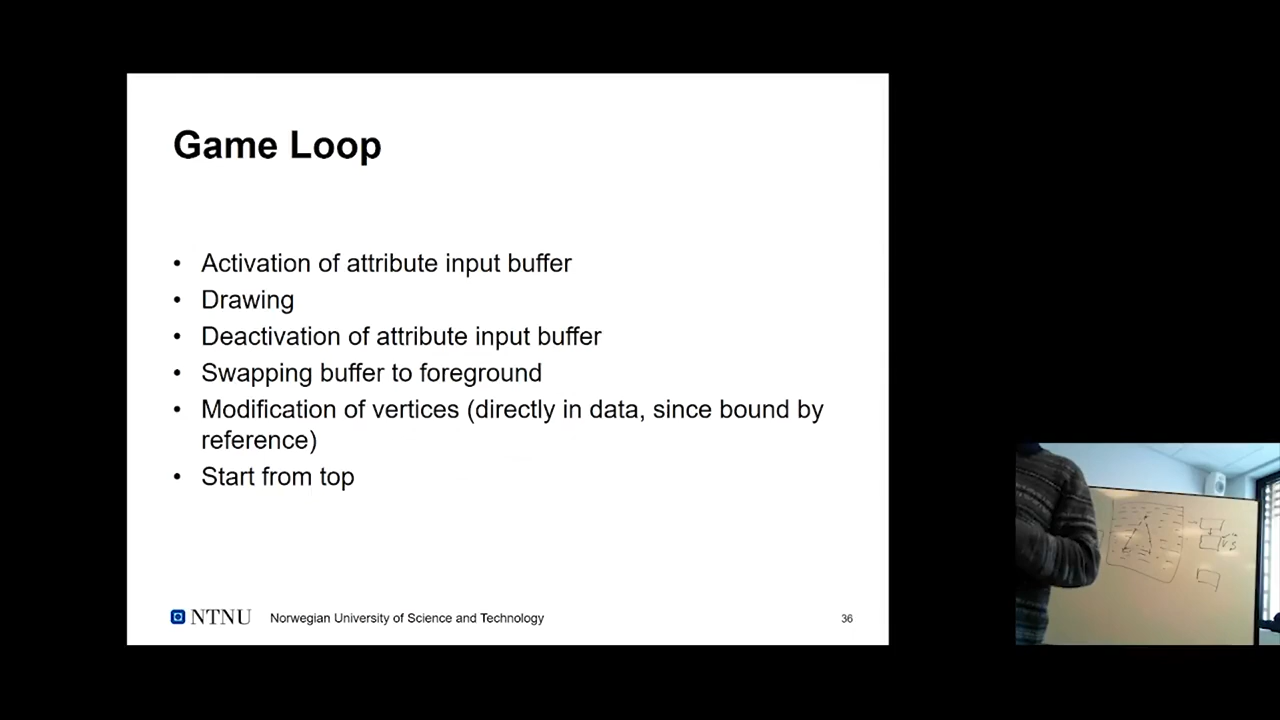 Game Loop
• Activation of attribute input buffer
• Drawing
• Deactivation of attribute input buffer
• Swapping buffer to foreground
• Modification of vertices (directly in data, since bound by
reference)
• Start from top
NTNU Norwegian University of Science and Technology 36